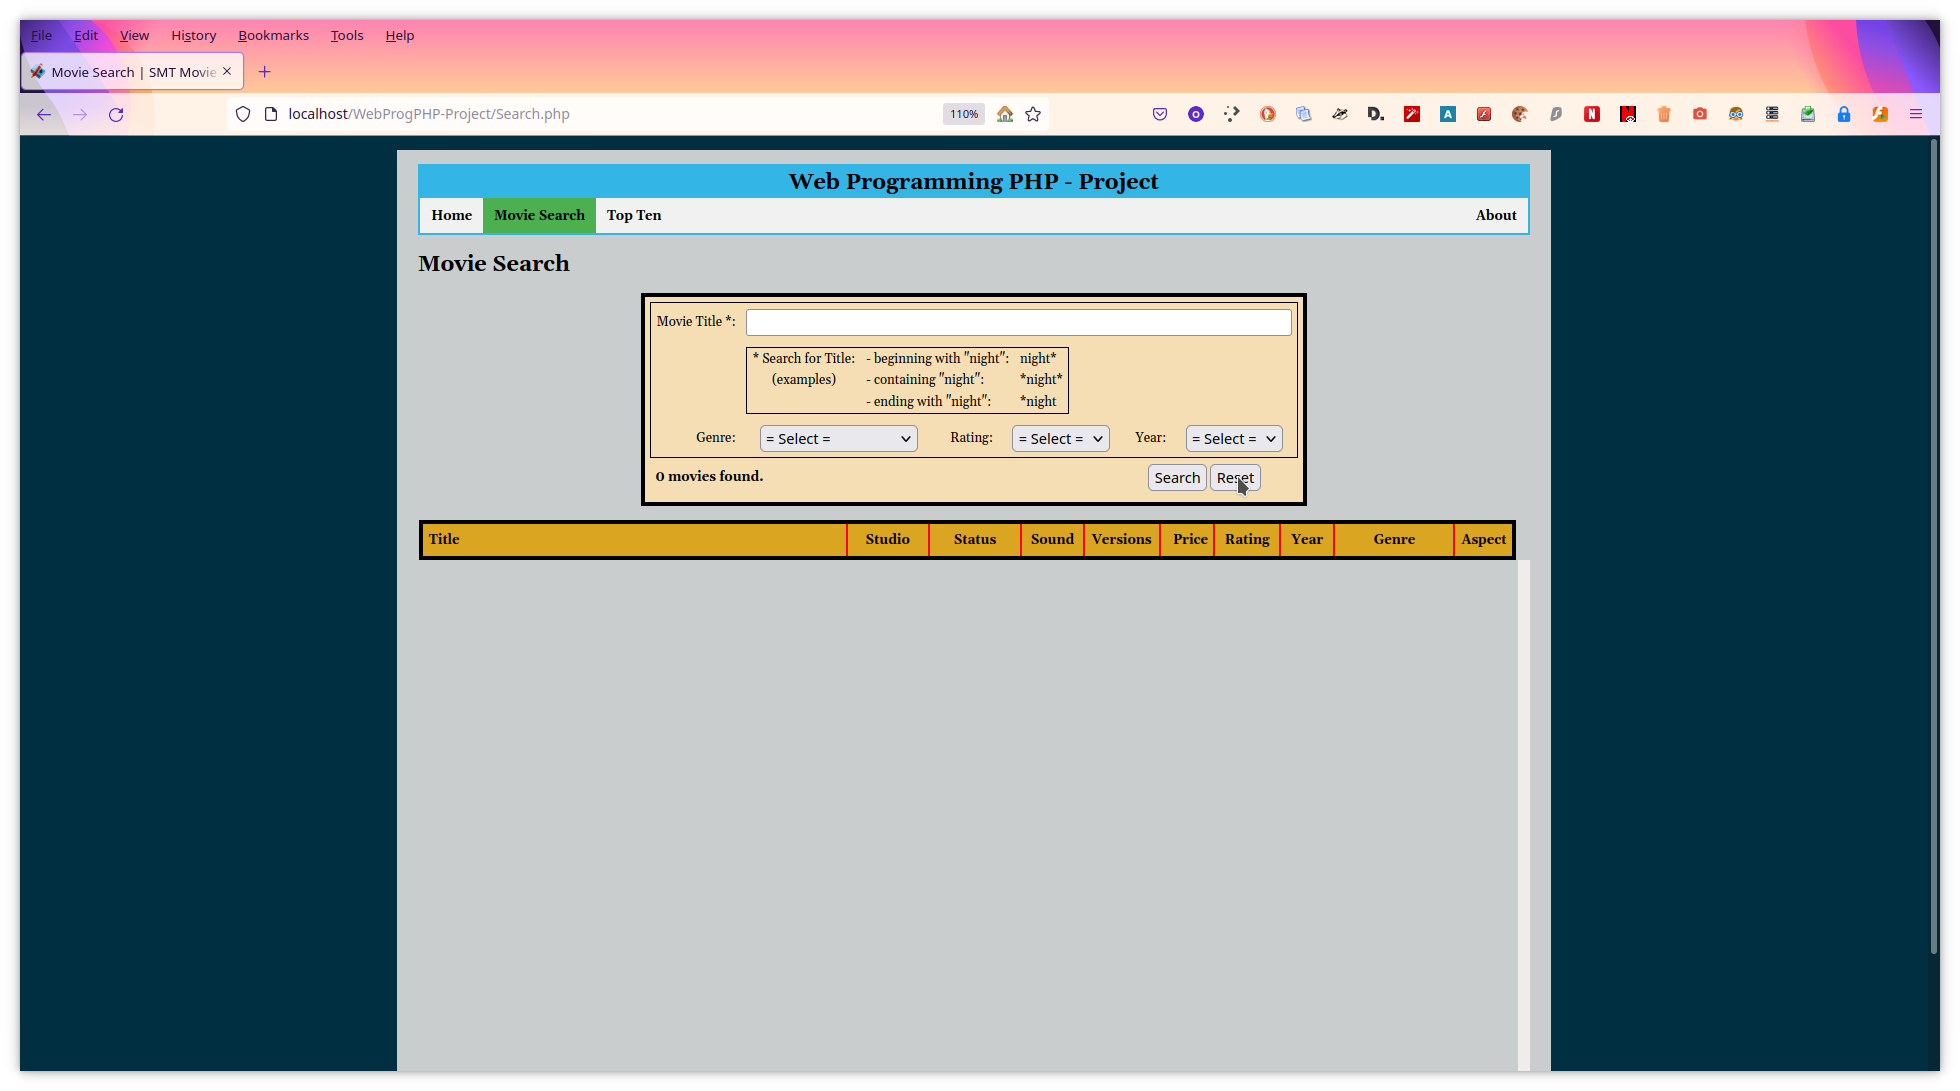 File Edit View History Bookmarks Tools Help
Movie Search | SMT Movie
localhost/WebProgPHP-Project/Search.php 110%
Web Programming PHP - Project
Home Movie Search Top Ten About
Movie Search
Movie Title *:
* Search for Title: - beginning with "night": night*
(examples) - containing "night": *night*
- ending with "night": *night
Genre: = Select = Rating: = Select = Year: = Select =
0 movies found. Search Reset
Title Studio Status Sound Versions Price Rating Year Genre Aspect